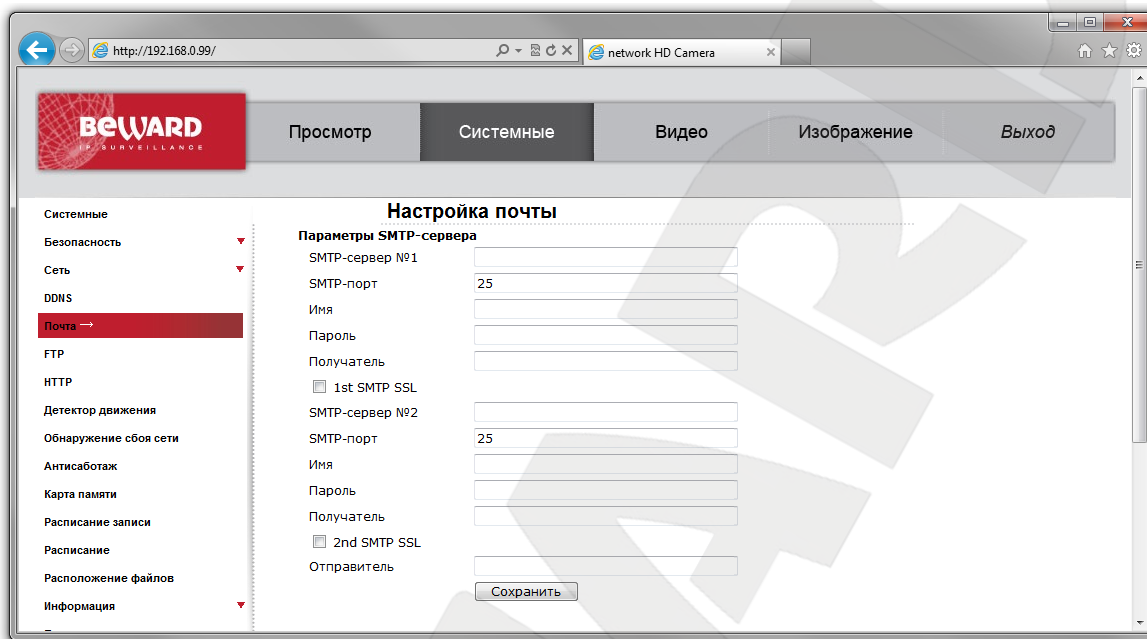 http://192.168.0.99/
network HD Camera
BEWARD
IP SURVEILLANCE
Просмотр
Системные
Видео
Изображение
Выход
Системные
Безопасность
Сеть
DDNS
Почта →
FTP
HTTP
Детектор движения
Обнаружение сбоя сети
Антисаботаж
Карта памяти
Расписание записи
Расписание
Расположение файлов
Информация
Настройка почты
Параметры SMTP-сервера
SMTP-сервер №1
SMTP-порт 25
Имя
Пароль
Получатель
1st SMTP SSL
SMTP-сервер №2
SMTP-порт 25
Имя
Пароль
Получатель
2nd SMTP SSL
Отправитель
Сохранить